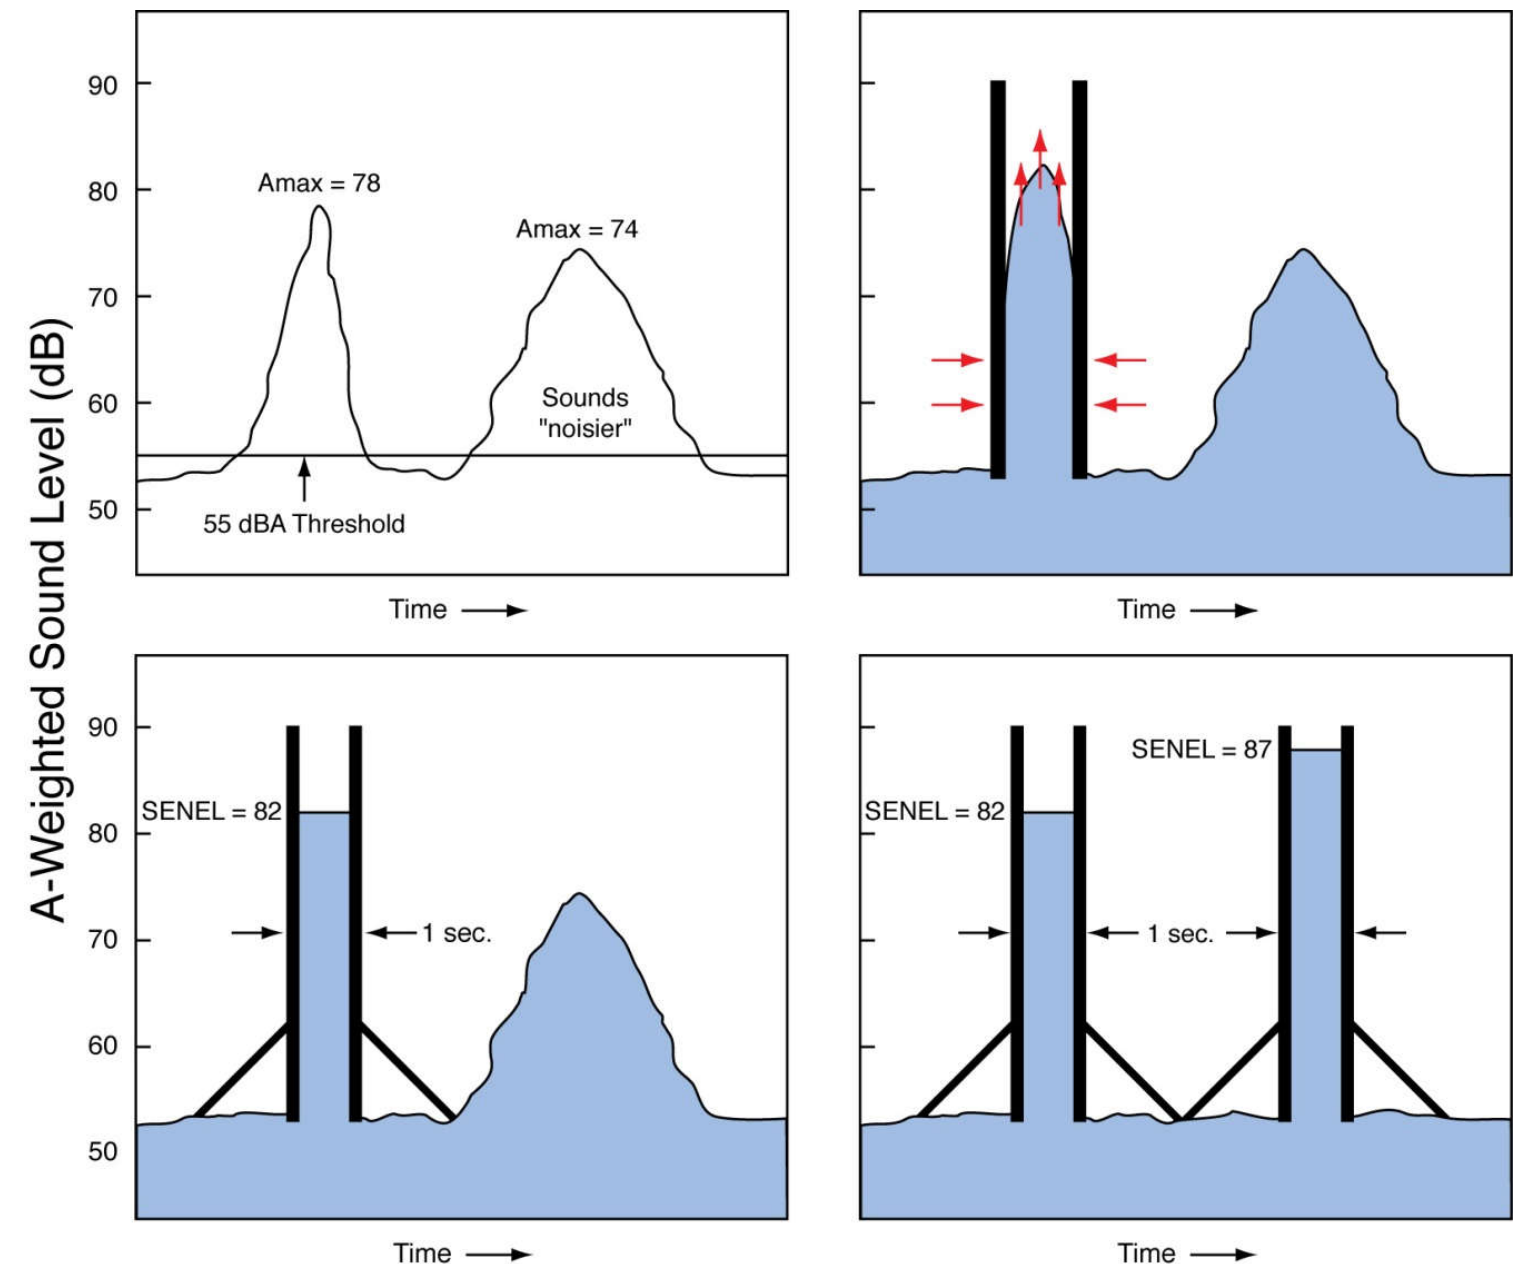 A-Weighted Sound Level (dB)
90
80
70
60
50
Amax = 78
Amax = 74
Sounds
"noisier"
55 dBA Threshold
Time
Time
90
80
70
60
50
SENEL = 82
1 sec.
Time
SENEL = 87
SENEL = 82
1 sec.
Time